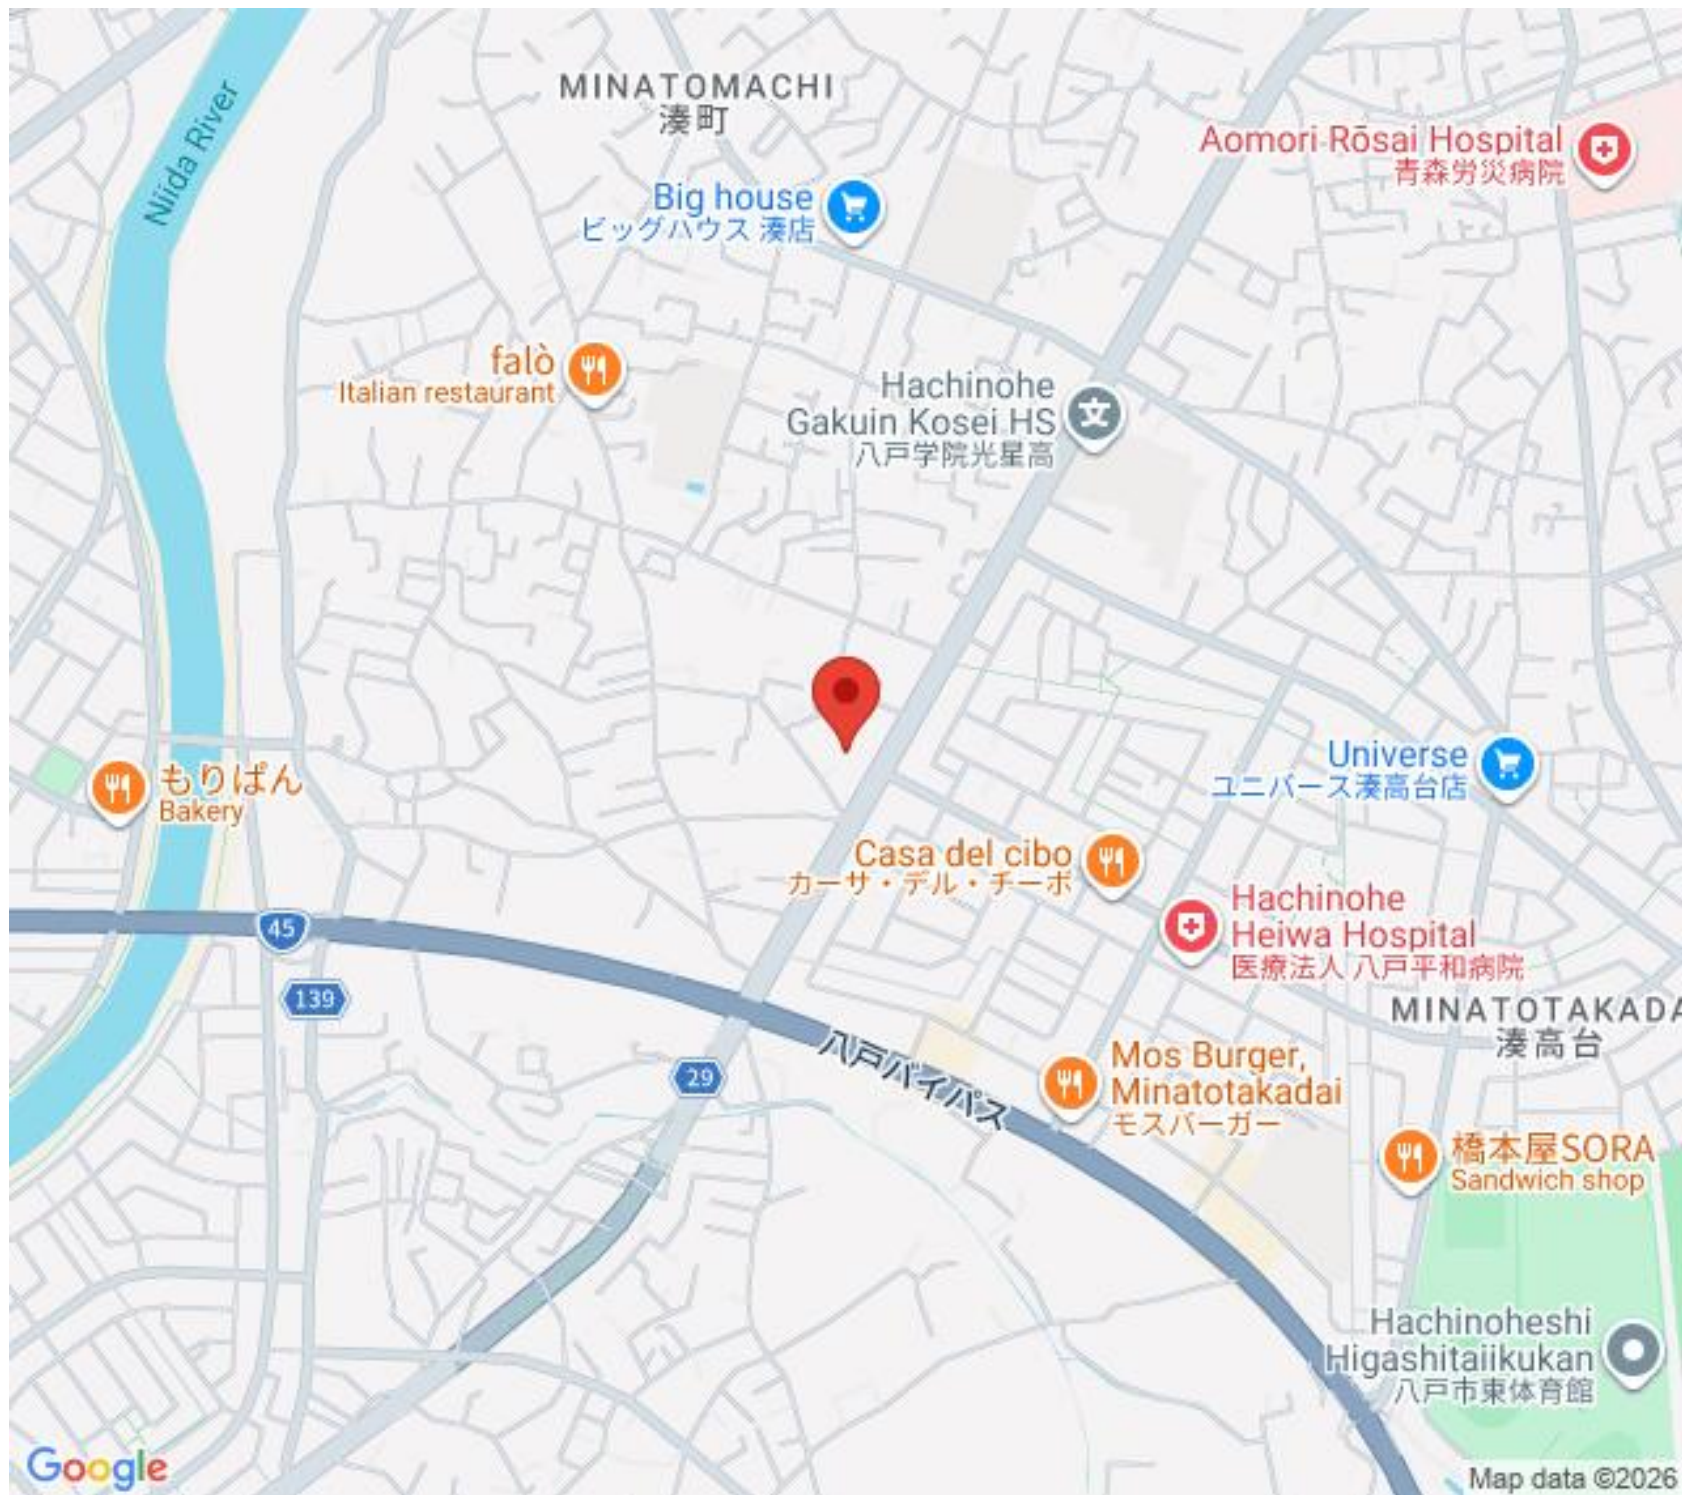 MINATOMACHI
湊町
Niida River
Aomori Rōsai Hospital
青森労災病院
Big house
ビッグハウス 湊店
falò
Italian restaurant
Hachinohe
Gakuin Kosei HS
八戸学院光星高
Universe
ユニバース湊高台店
もりぱん
Bakery
Casa del cibo
カーサ・デル・チーボ
Hachinohe
Heiwa Hospital
医療法人 八戸平和病院
45
139
MINATOTAKADA
湊高台
29
八戸バイパス
Mos Burger,
Minatotakadai
モスバーガー
橋本屋SORA
Sandwich shop
Hachinoheshi
Higashitaiikukan
八戸市東体育館
Google
Map data ©2026